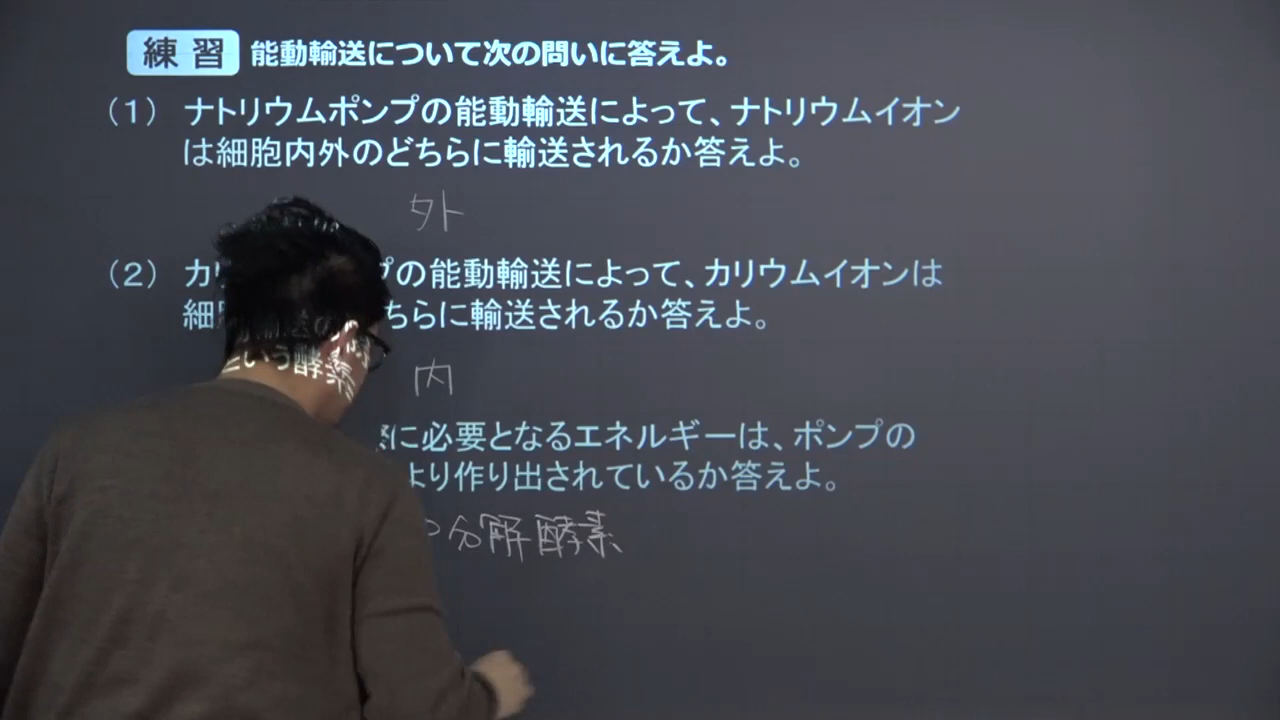 練習 能動輸送について次の問いに答えよ。
（1） ナトリウムポンプの能動輸送によって、ナトリウムイオン
は細胞内外のどちらに輸送されるか答えよ。
外
（2） カリ プの能動輸送によって、カリウムイオンは
細 ちらに輸送されるか答えよ。
という酵素
内
に必要となるエネルギーは、ポンプの
より作り出されているか答えよ。
分解酵素